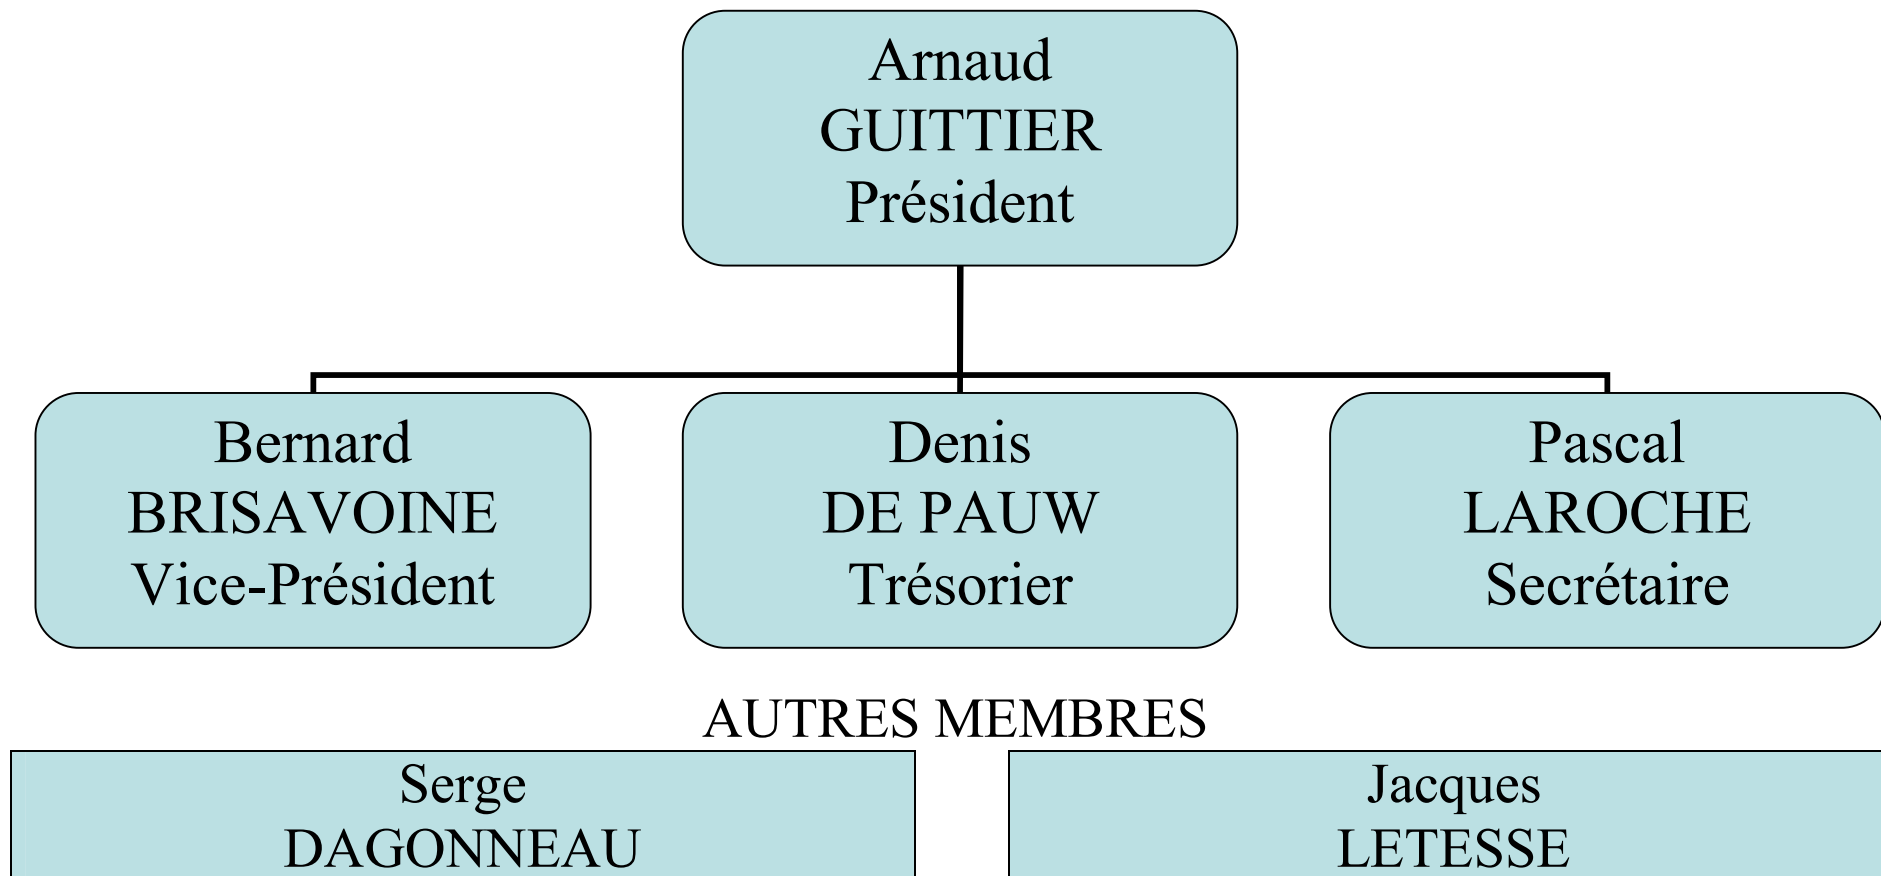 Arnaud
GUITTIER
Président
Bernard
BRISAVOINE
Vice-Président
Denis
DE PAUW
Trésorier
Pascal
LAROCHE
Secrétaire
AUTRES MEMBRES
Serge
DAGONNEAU
Jacques
LETESSE